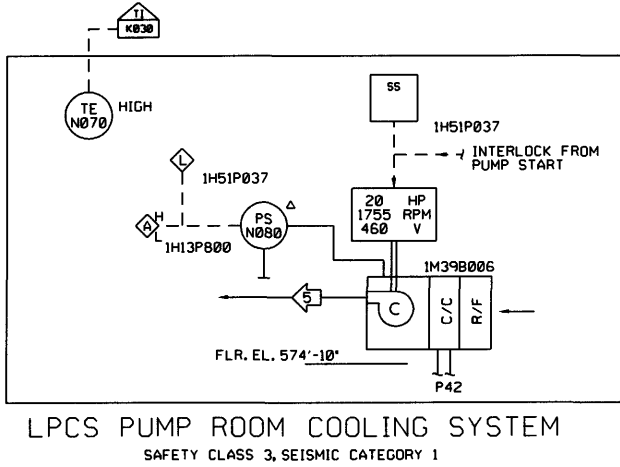 TI
K030
TE
N070
HIGH
SS
1H51P037
INTERLOCK FROM
PUMP START
L
1H51P037
A
H
L
1H13P800
PS
N080
20 HP
1755 RPM
460 V
1M39B006
5
C
C/C
R/F
FLR. EL. 574'-10"
P42
LPCS PUMP ROOM COOLING SYSTEM
SAFETY CLASS 3, SEISMIC CATEGORY 1